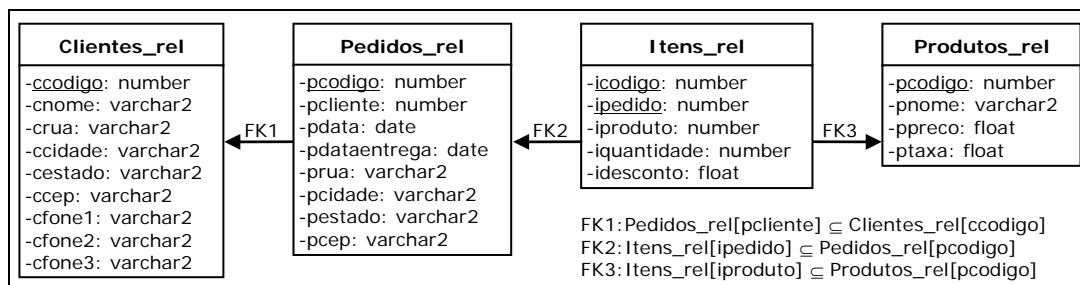 Clientes_rel
-ccodigo: number
-cnome: varchar2
-crua: varchar2
-ccidade: varchar2
-cestado: varchar2
-ccep: varchar2
-cfone1: varchar2
-cfone2: varchar2
-cfone3: varchar2
FK1
Pedidos_rel
-pcodigo: number
-pcliente: number
-pdata: date
-pdataentrega: date
-prua: varchar2
-pcidade: varchar2
-pestado: varchar2
-pcep: varchar2
FK2
Itens_rel
-icodigo: number
-ipedido: number
-iproduto: number
-iquantidade: number
-idesconto: float
FK3
Produtos_rel
-pcodigo: number
-pnome: varchar2
-ppreco: float
-ptaxa: float
FK1:Pedidos_rel[pcliente] ⊆ Clientes_rel[ccodigo]
FK2:Itens_rel[ipedido] ⊆ Pedidos_rel[pcodigo]
FK3:Itens_rel[iproduto] ⊆ Produtos_rel[pcodigo]